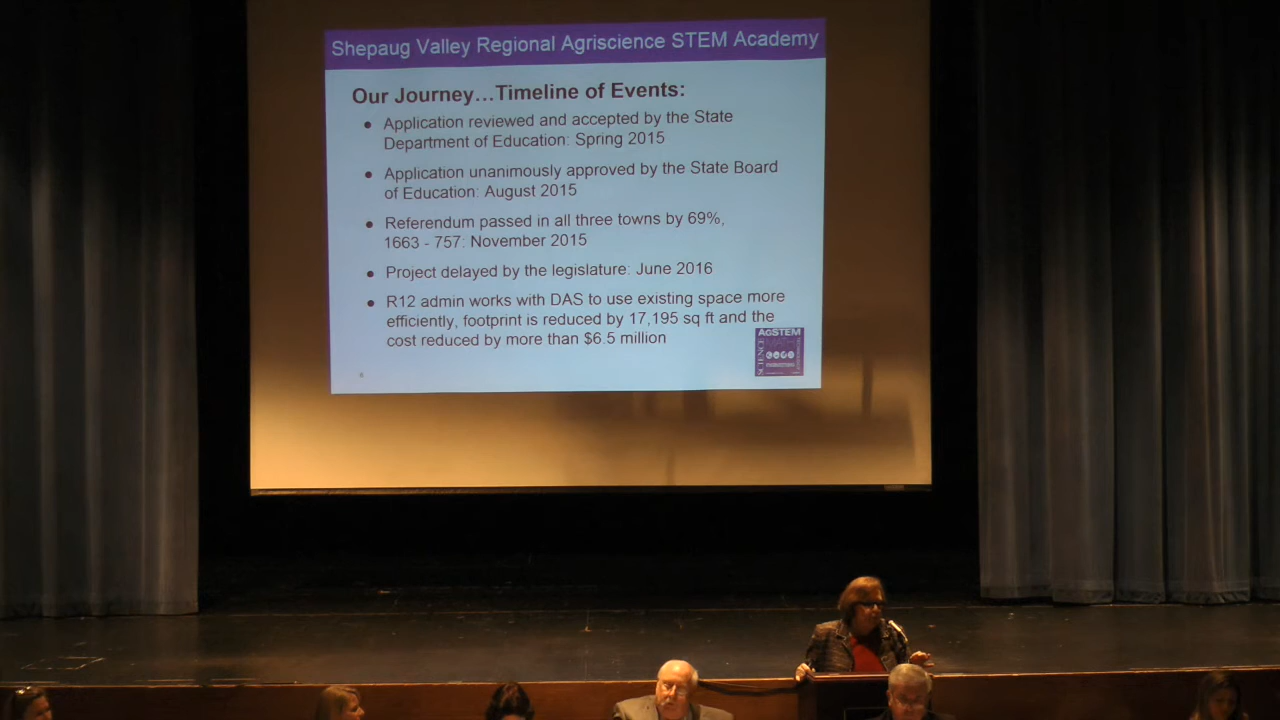 Shepaug Valley Regional Agriscience STEM Academy
Our Journey…Timeline of Events:
● Application reviewed and accepted by the State
Department of Education: Spring 2015
● Application unanimously approved by the State Board
of Education: August 2015
● Referendum passed in all three towns by 69%,
1663 - 757: November 2015
● Project delayed by the legislature: June 2016
● R12 admin works with DAS to use existing space more
efficiently, footprint is reduced by 17,195 sq ft and the
cost reduced by more than $6.5 million
AGSTEM
SCIENCE
MATH